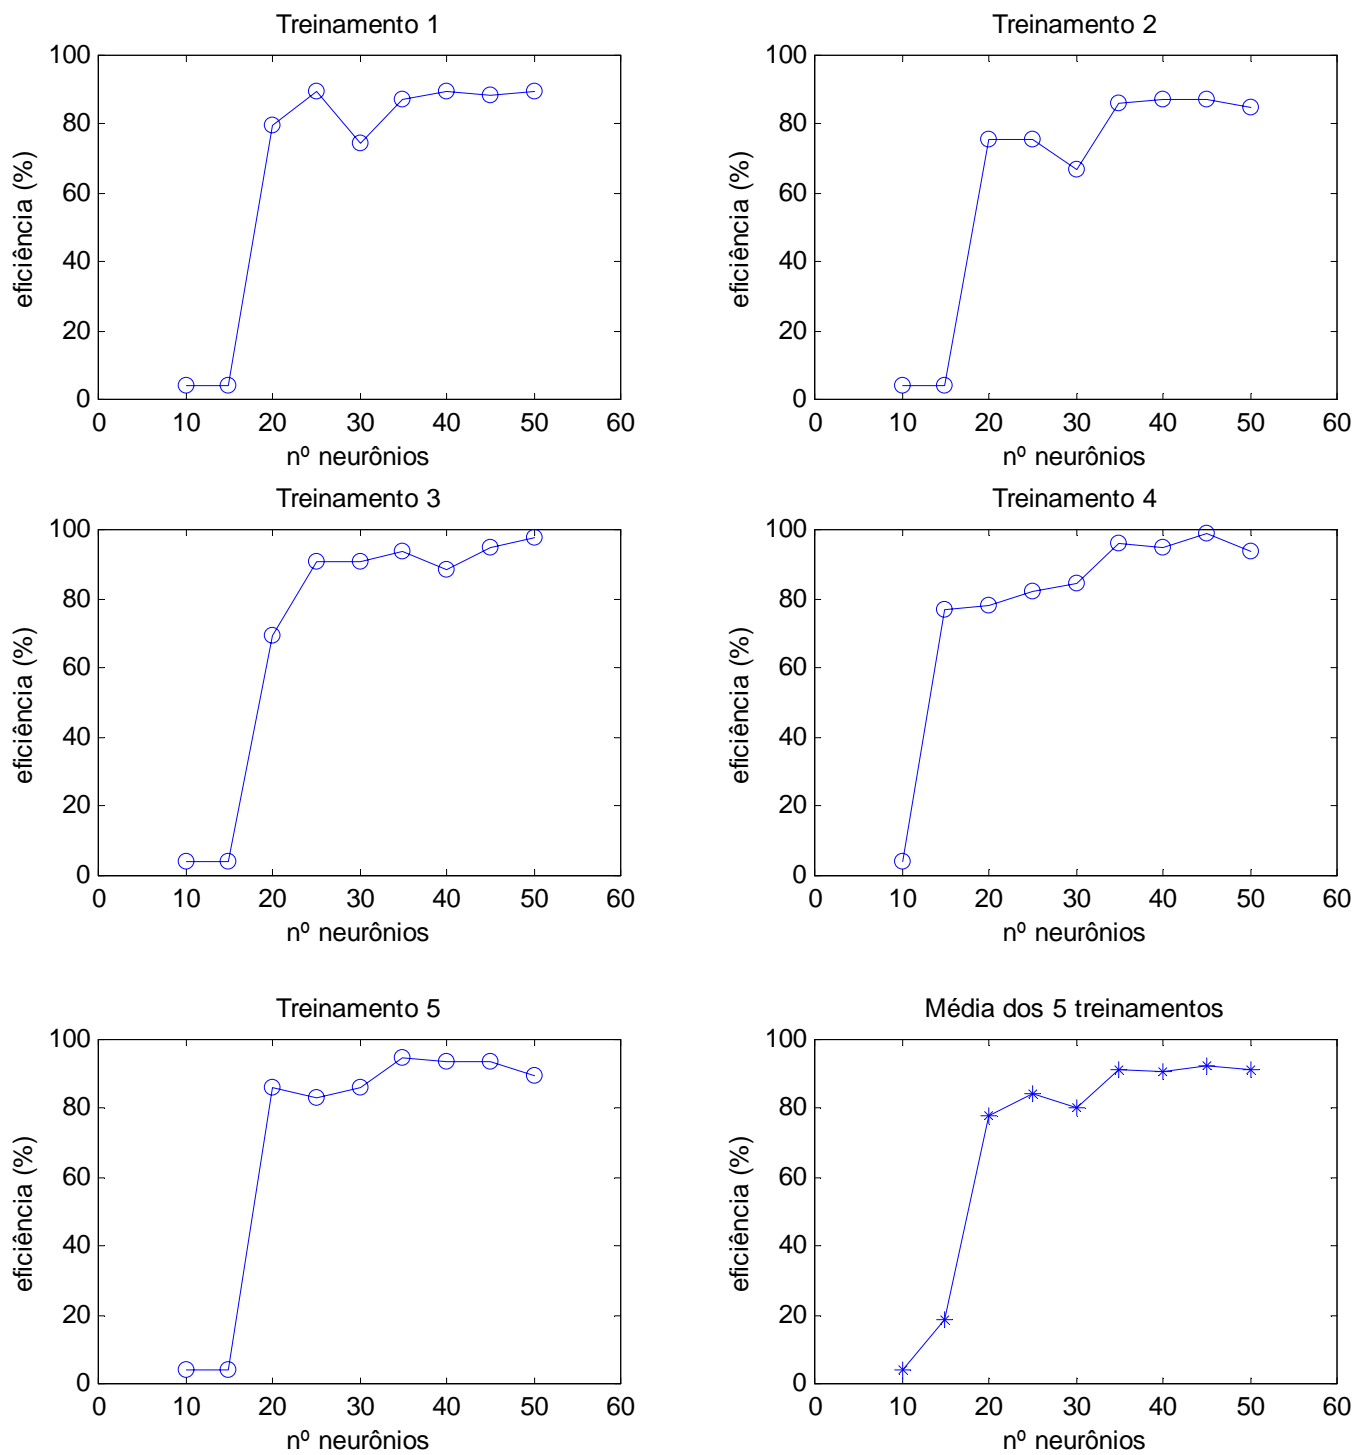 Treinamento 1
100
80
60
40
20
0
eficiência (%)
0 10 20 30 40 50 60
nº neurônios
Treinamento 2
100
80
60
40
20
0
eficiência (%)
0 10 20 30 40 50 60
nº neurônios
Treinamento 3
100
80
60
40
20
0
eficiência (%)
0 10 20 30 40 50 60
nº neurônios
Treinamento 4
100
80
60
40
20
0
eficiência (%)
0 10 20 30 40 50 60
nº neurônios
Treinamento 5
100
80
60
40
20
0
eficiência (%)
0 10 20 30 40 50 60
nº neurônios
Média dos 5 treinamentos
100
80
60
40
20
0
eficiência (%)
0 10 20 30 40 50 60
nº neurônios